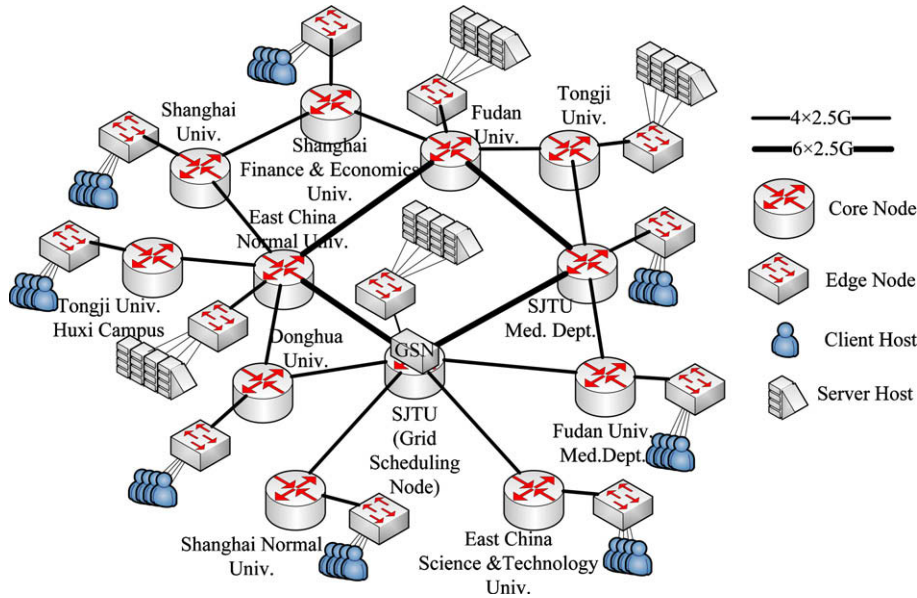 Shanghai
Univ.
Shanghai
Finance & Economics
Univ.
Fudan
Univ.
Tongji
Univ.
East China
Normal Univ.
Tongji Univ.
Huxi Campus
Donghua
Univ.
GSN
SJTU
(Grid
Scheduling
Node)
SJTU
Med. Dept.
Fudan Univ.
Med.Dept.
Shanghai Normal
Univ.
East China
Science &Technology
Univ.
4×2.5G
6×2.5G
Core Node
Edge Node
Client Host
Server Host